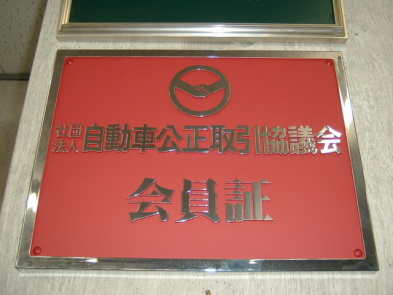 社団法人 自動車公正取引協議会
会員証